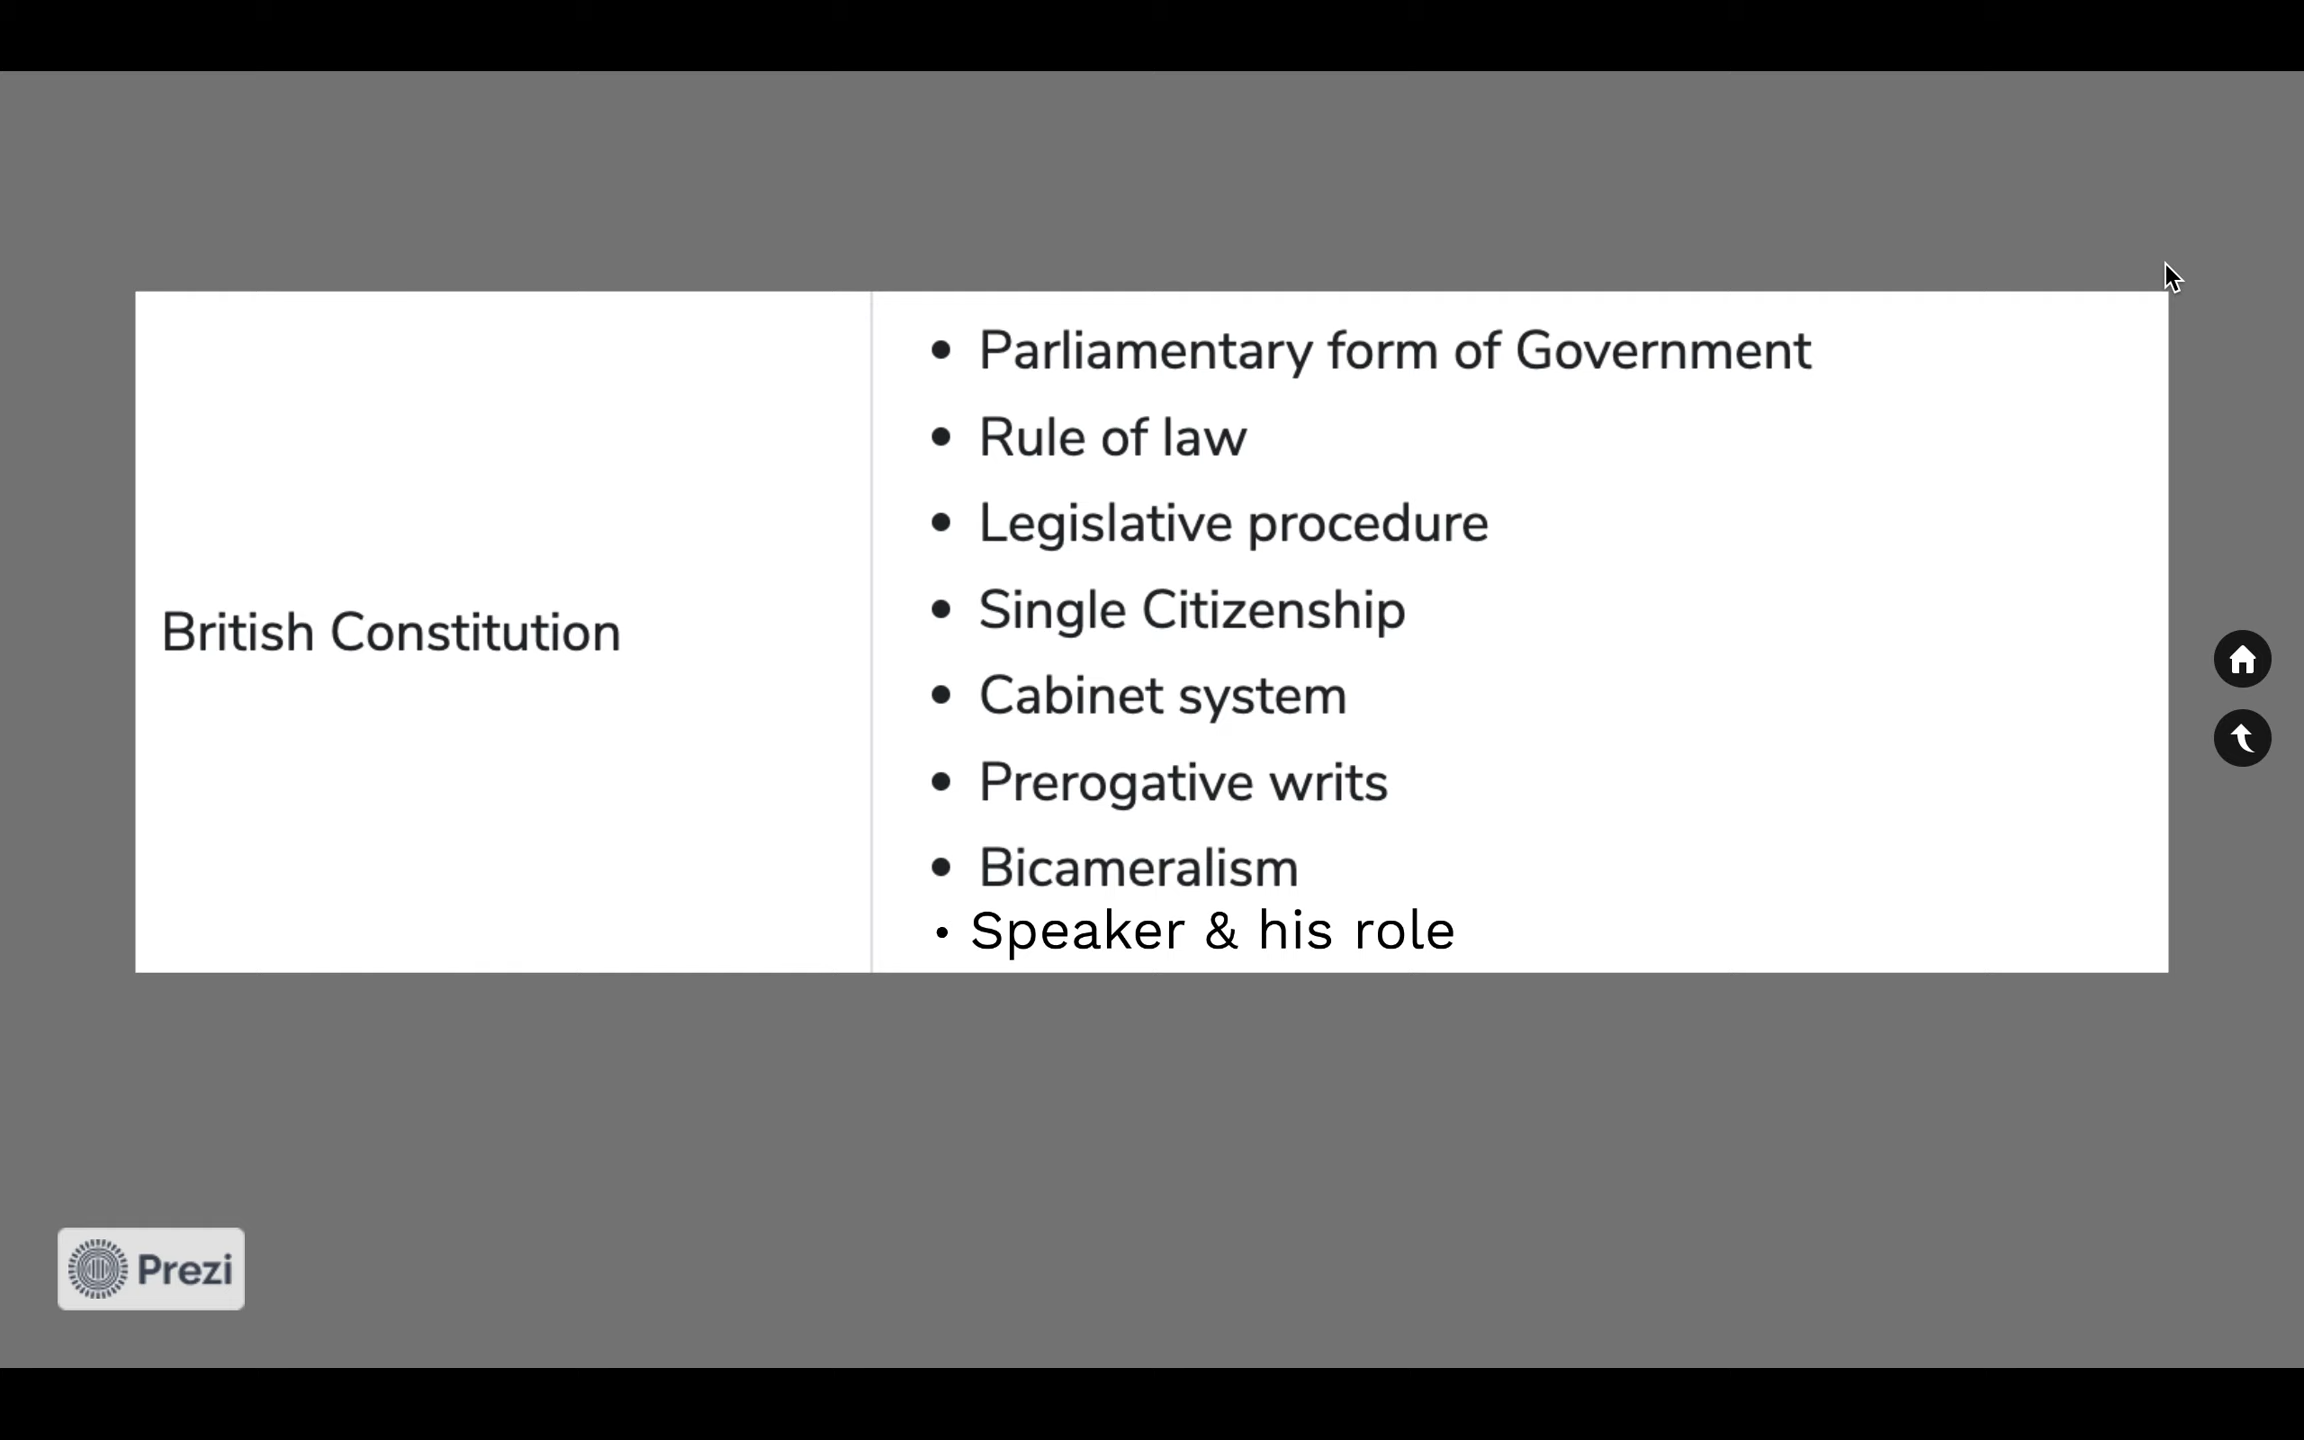 British Constitution
• Parliamentary form of Government
• Rule of law
• Legislative procedure
• Single Citizenship
• Cabinet system
• Prerogative writs
• Bicameralism
• Speaker & his role
Prezi